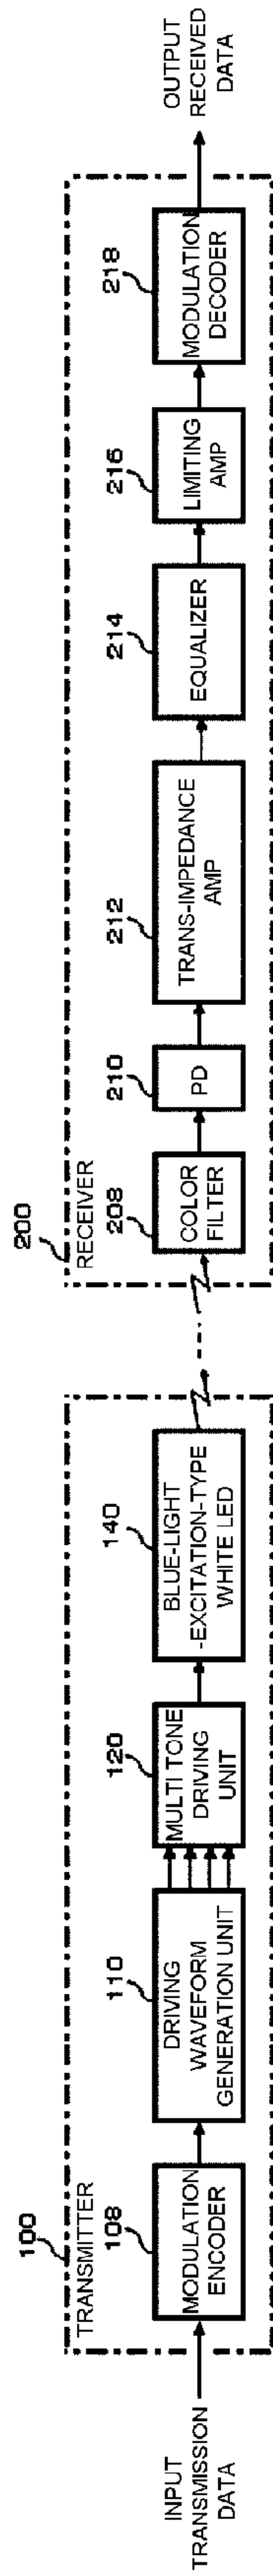 100
TRANSMITTER
INPUT
TRANSMISSION
DATA
108
MODULATION
ENCODER
110
DRIVING
WAVEFORM
GENERATION UNIT
120
MULTI TONE
DRIVING
UNIT
140
BLUE-LIGHT
-EXCITATION-TYPE
WHITE LED
200
RECEIVER
208
COLOR
FILTER
210
PD
212
TRANS-IMPEDANCE
AMP
214
EQUALIZER
216
LIMITING
AMP
218
MODULATION
DECODER
OUTPUT
RECEIVED
DATA